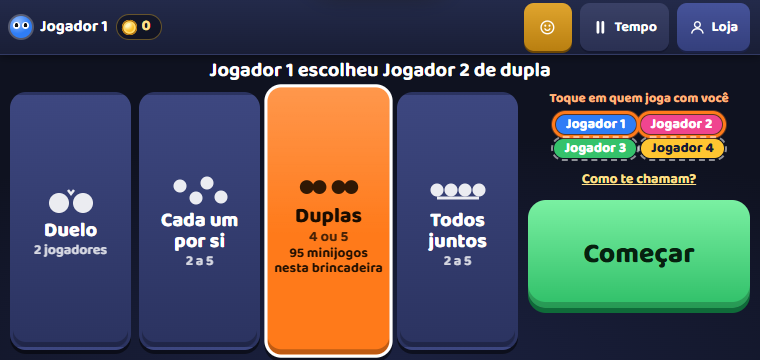 Jogador 1
0
Tempo
Loja
Jogador 1 escolheu Jogador 2 de dupla
Duelo
2 jogadores
Cada um
por si
2 a 5
Duplas
4 ou 5
95 minijogos
nesta brincadeira
Todos
juntos
2 a 5
Toque em quem joga com você
Jogador 1
Jogador 2
Jogador 3
Jogador 4
Como te chamam?
Começar